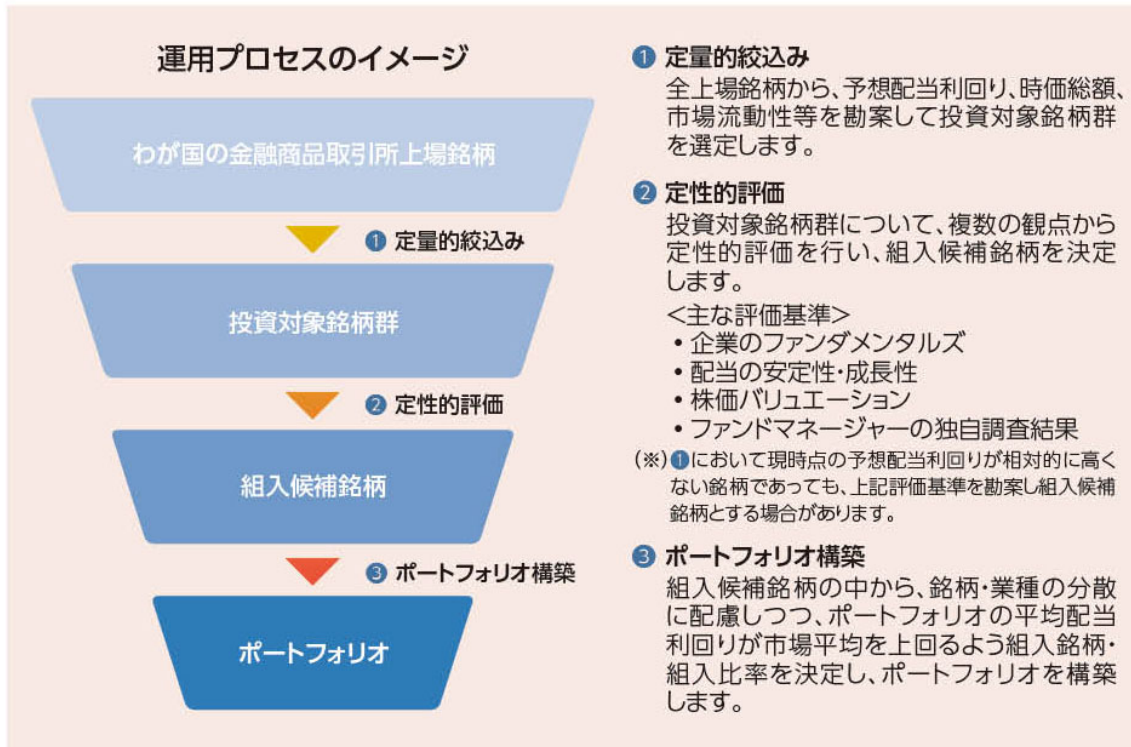 運用プロセスのイメージ
わが国の金融商品取引所上場銘柄
❶ 定量的絞込み
投資対象銘柄群
❷ 定性的評価
組入候補銘柄
❸ ポートフォリオ構築
ポートフォリオ
❶ 定量的絞込み
全上場銘柄から、予想配当利回り、時価総額、
市場流動性等を勘案して投資対象銘柄群
を選定します。
❷ 定性的評価
投資対象銘柄群について、複数の観点から
定性的評価を行い、組入候補銘柄を決定
します。
<主な評価基準>
• 企業のファンダメンタルズ
• 配当の安定性・成長性
• 株価バリュエーション
• ファンドマネージャーの独自調査結果
(※)❶において現時点の予想配当利回りが相対的に高く
ない銘柄であっても、上記評価基準を勘案し組入候補
銘柄とする場合があります。
❸ ポートフォリオ構築
組入候補銘柄の中から、銘柄・業種の分散
に配慮しつつ、ポートフォリオの平均配当
利回りが市場平均を上回るよう組入銘柄・
組入比率を決定し、ポートフォリオを構築
します。